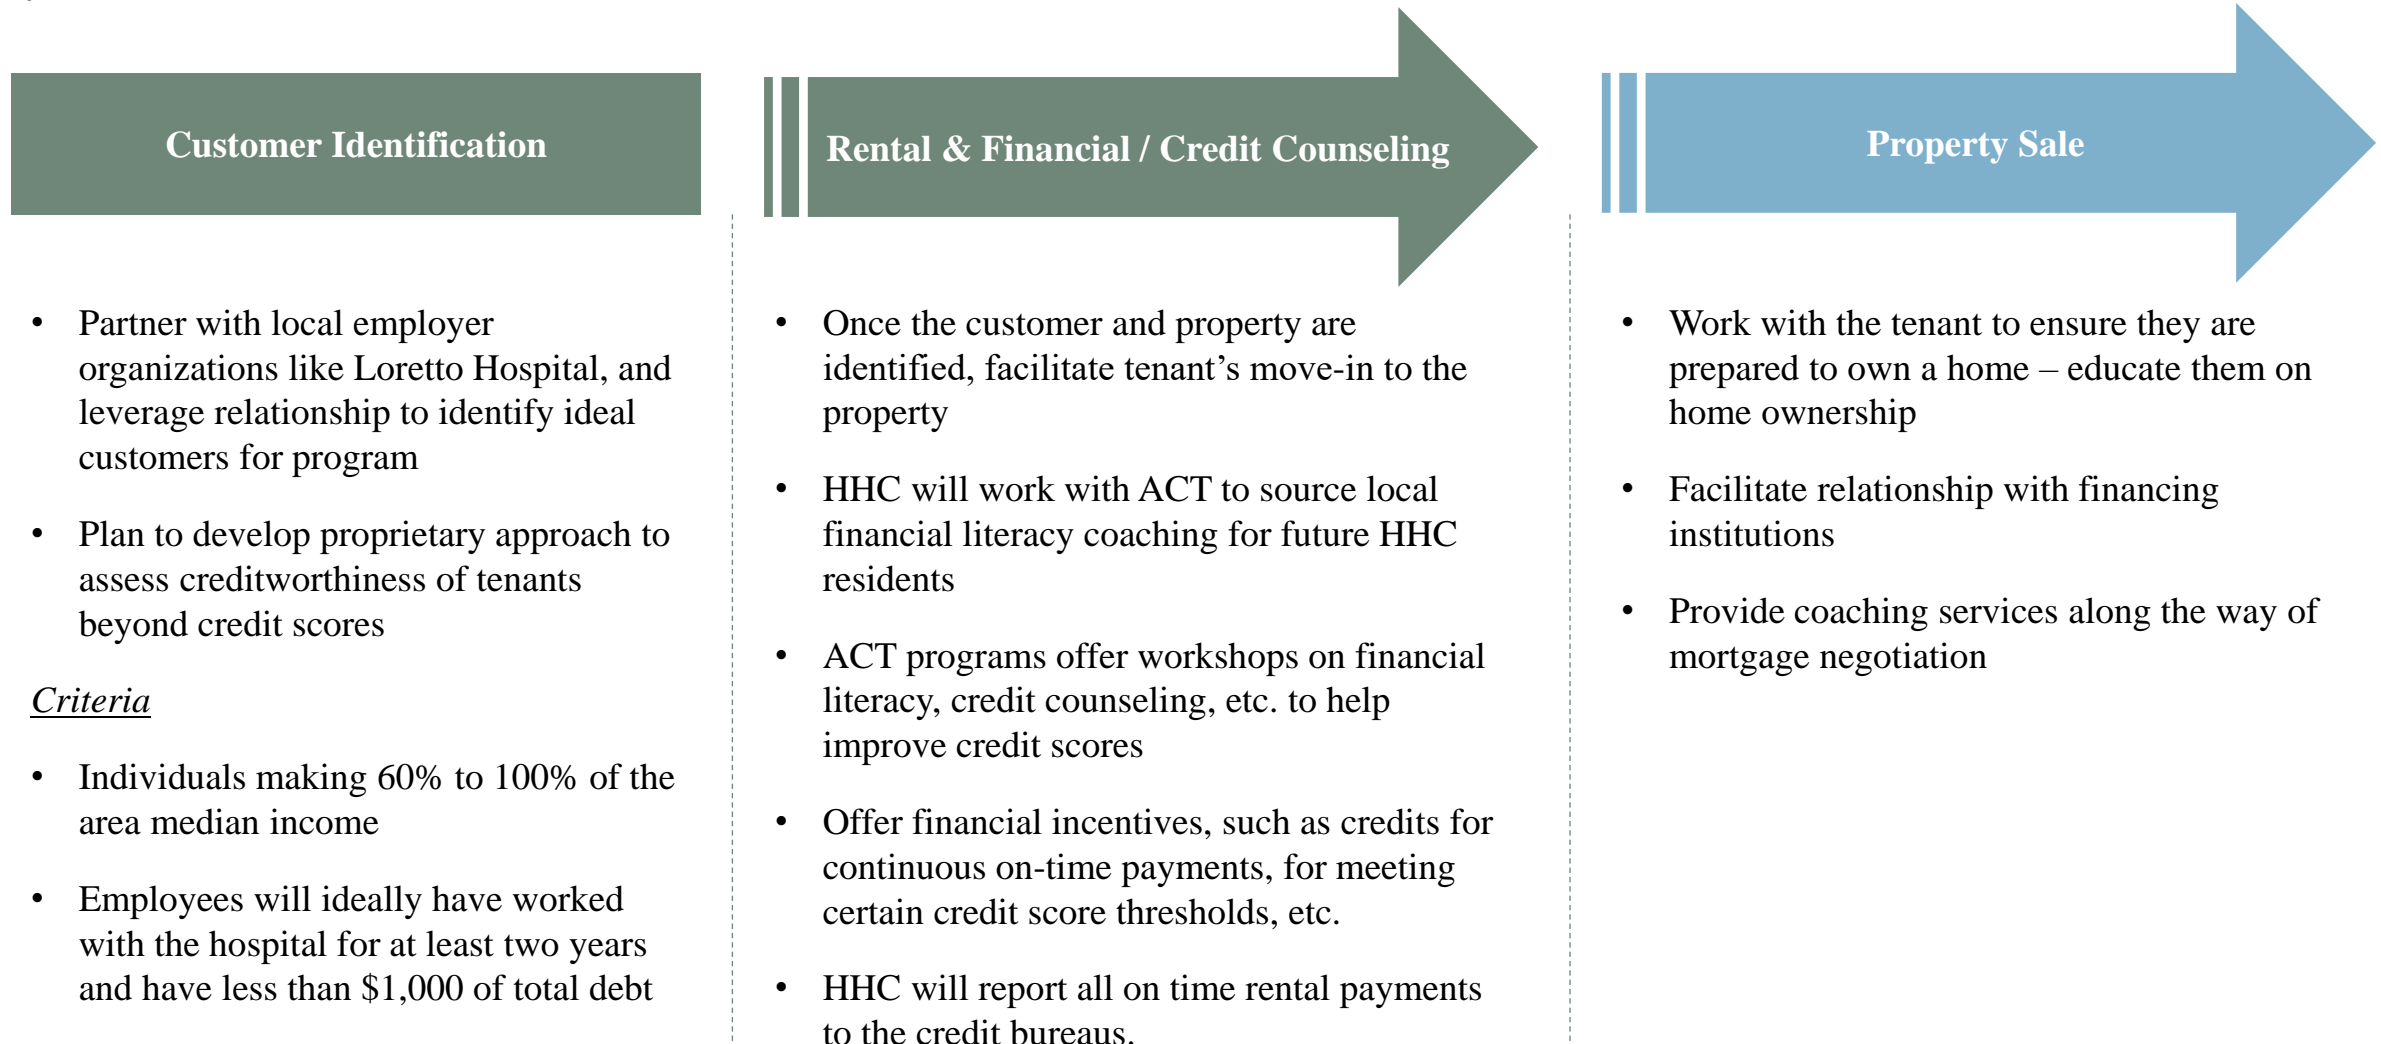 Customer Identification
Rental & Financial / Credit Counseling
Property Sale
• Partner with local employer
organizations like Loretto Hospital, and
leverage relationship to identify ideal
customers for program
• Plan to develop proprietary approach to
assess creditworthiness of tenants
beyond credit scores
Criteria
• Individuals making 60% to 100% of the
area median income
• Employees will ideally have worked
with the hospital for at least two years
and have less than $1,000 of total debt
• Once the customer and property are
identified, facilitate tenant’s move-in to the
property
• HHC will work with ACT to source local
financial literacy coaching for future HHC
residents
• ACT programs offer workshops on financial
literacy, credit counseling, etc. to help
improve credit scores
• Offer financial incentives, such as credits for
continuous on-time payments, for meeting
certain credit score thresholds, etc.
• HHC will report all on time rental payments
to the credit bureaus.
• Work with the tenant to ensure they are
prepared to own a home – educate them on
home ownership
• Facilitate relationship with financing
institutions
• Provide coaching services along the way of
mortgage negotiation